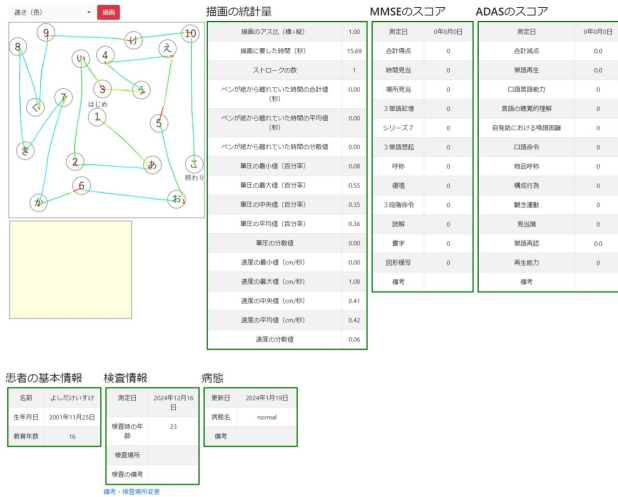 速さ（色）
描画
描画の統計量
MMSEのスコア
ADASのスコア
8
9
り
10
い
4
え
く
7
3
う
はじめ
1
5
き
2
あ
こ
終わり
か
6
お
描画のアス比（横÷縦） 1.00
描画に要した時間（秒） 15.69
ストロークの数 1
ペンが紙から離れていた時間の合計値（秒） 0.00
ペンが紙から離れていた時間の平均値（秒） 0.00
ペンが紙から離れていた時間の分散値 0.00
筆圧の最小値（百分率） 0.08
筆圧の最大値（百分率） 0.55
筆圧の中央値（百分率） 0.35
筆圧の平均値（百分率） 0.36
筆圧の分散値 0.00
速度の最小値（cm/秒） 0.00
速度の最大値（cm/秒） 1.08
速度の中央値（cm/秒） 0.41
速度の平均値（cm/秒） 0.42
速度の分散値 0.06
測定日 0年0月0日
合計得点 0
時間見当 0
場所見当 0
3単語記憶 0
シリーズ7 0
3単語想起 0
呼称 0
復唱 0
3段階命令 0
読解 0
書字 0
図形模写 0
備考
測定日 0年0月0日
合計減点 0.0
単語再生 0.0
口語言語能力 0
言語の聴覚的理解 0
自発話における喚語困難 0
口語命令 0
物品呼称 0
構成行為 0
観念運動 0
見当識 0
単語再認 0.0
再生能力 0
備考
患者の基本情報
検査情報
病態
名前 よしだけいすけ
生年月日 2001年11月25日
教育年数 16
測定日 2024年12月16日
検査時の年齢 23
検査場所
検査の備考
備考・検査場所変更
更新日 2024年1月19日
病態名 normal
備考